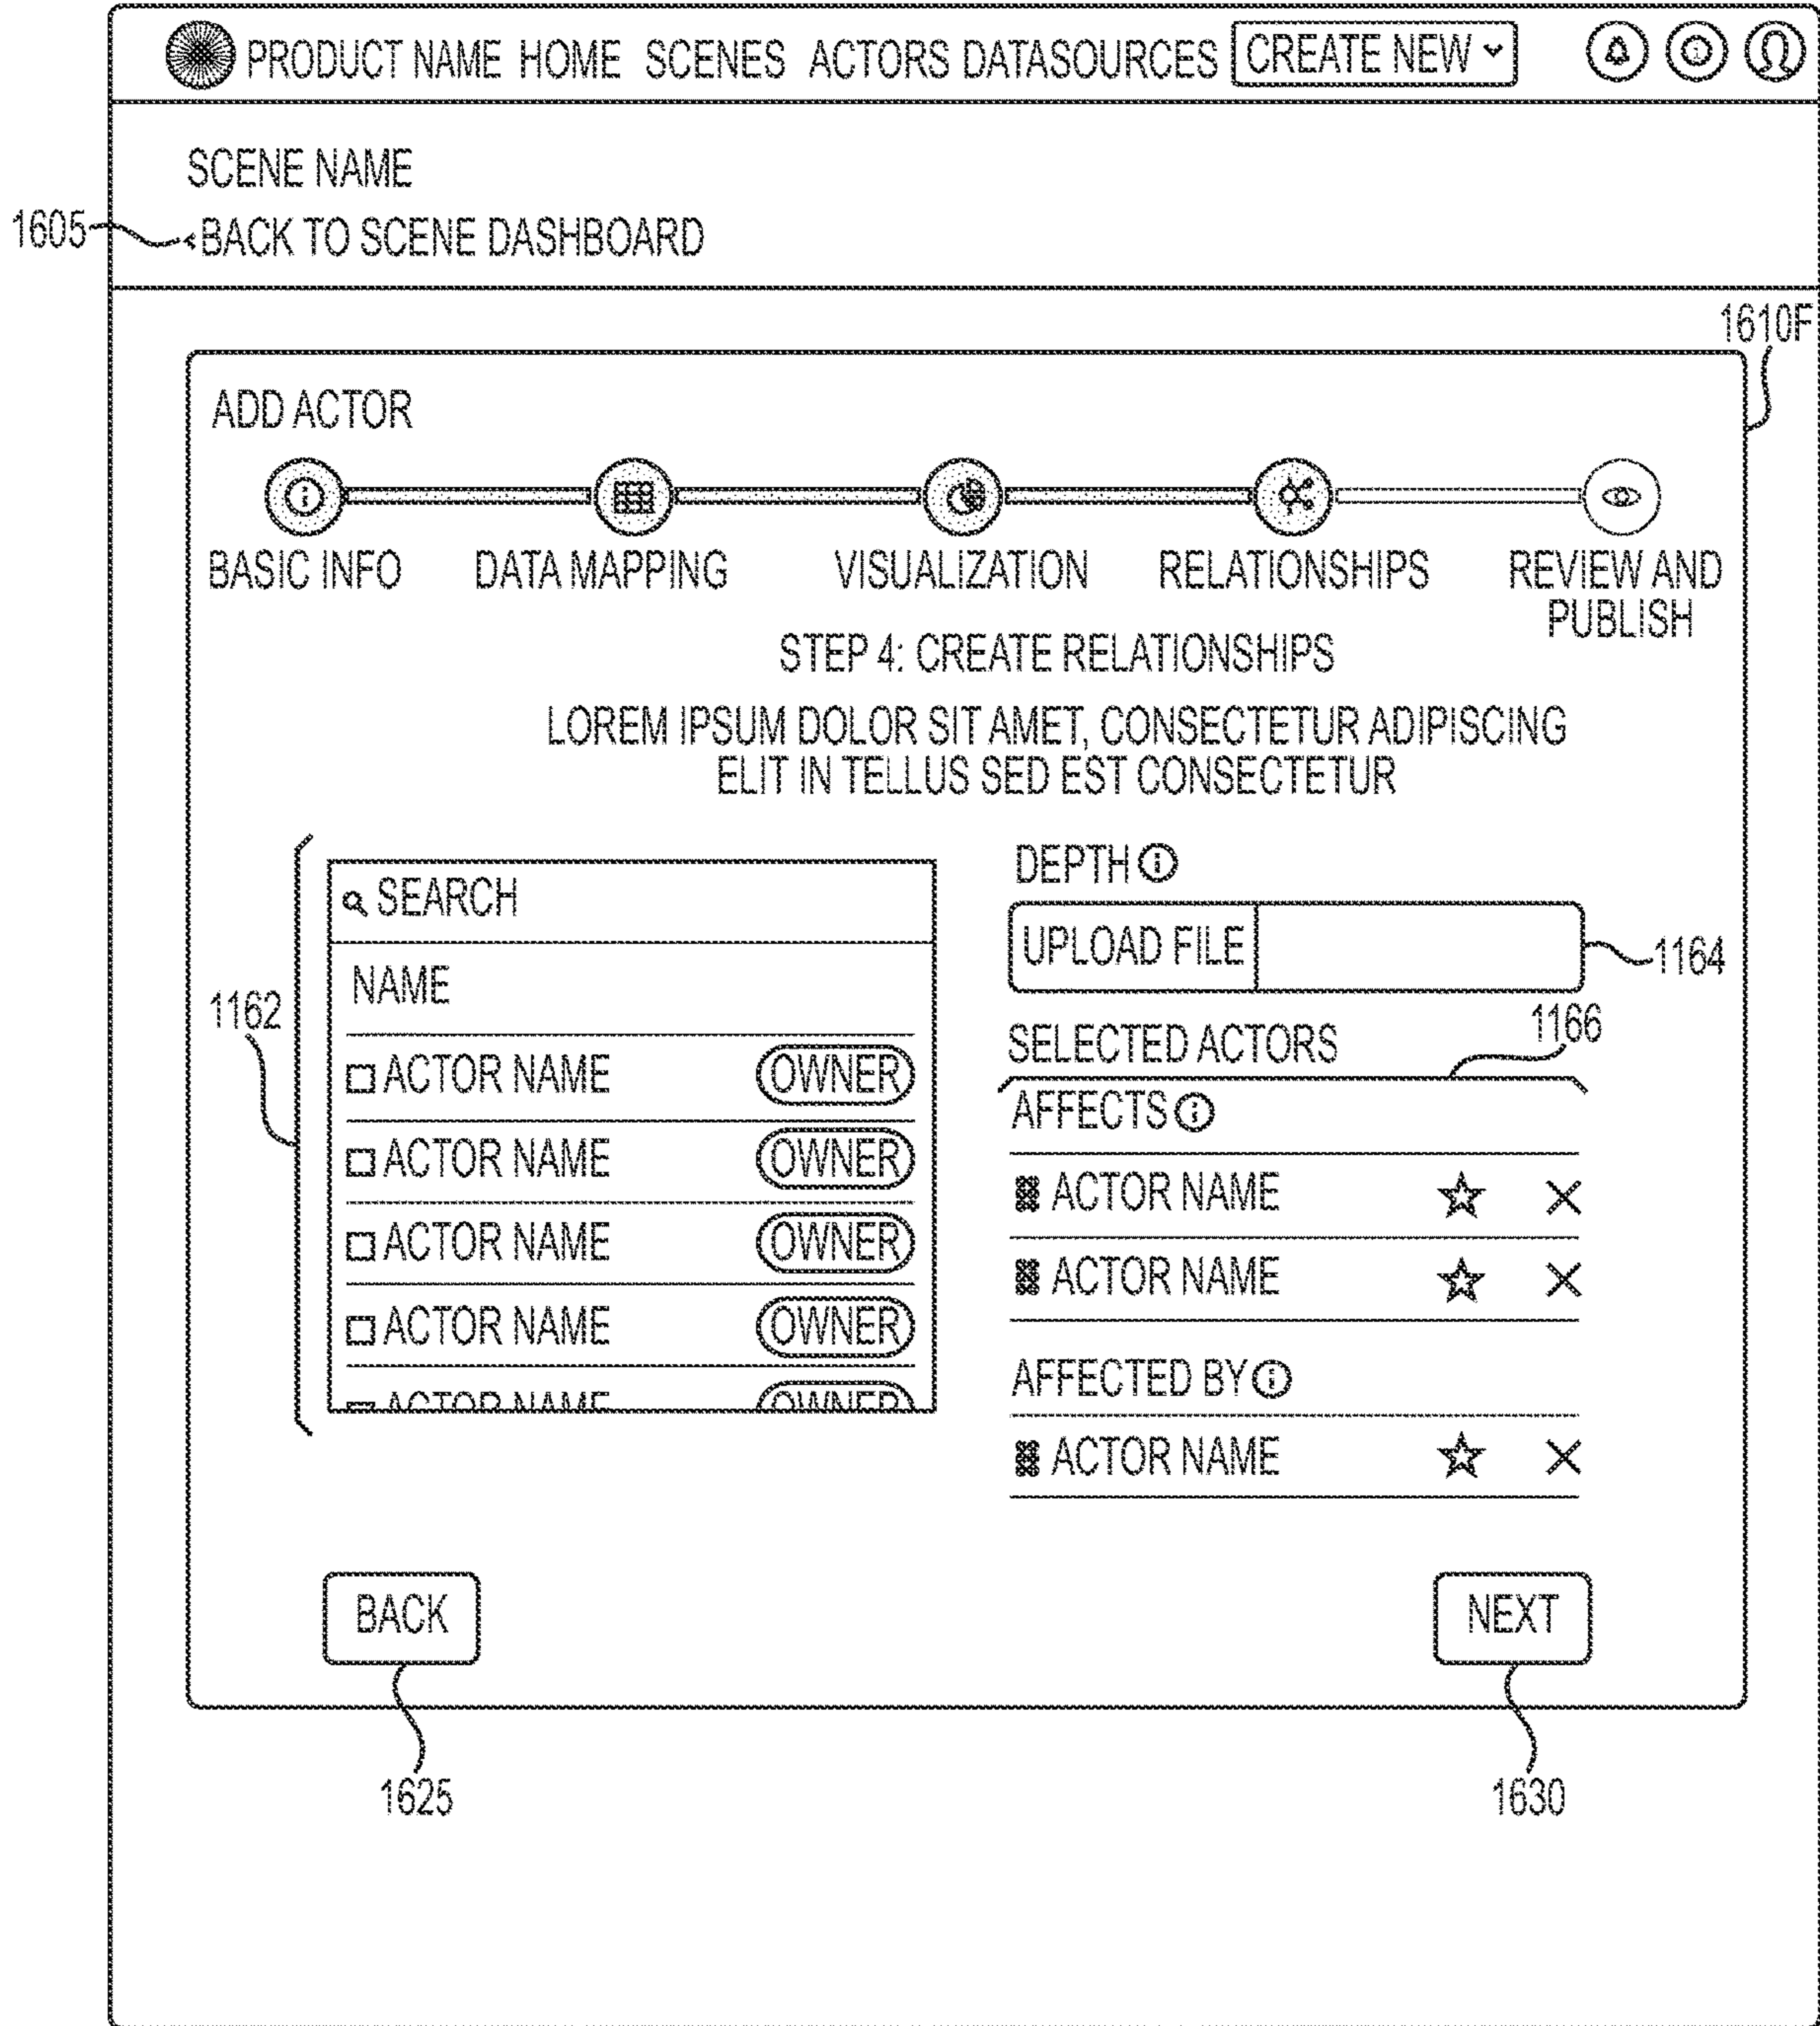 PRODUCT NAME HOME SCENES ACTORS DATASOURCES CREATE NEW
SCENE NAME
1605
BACK TO SCENE DASHBOARD
1610F
ADD ACTOR
BASIC INFO DATA MAPPING VISUALIZATION RELATIONSHIPS REVIEW AND
PUBLISH
STEP 4: CREATE RELATIONSHIPS
LOREM IPSUM DOLOR SIT AMET, CONSECTETUR ADIPISCING
ELIT IN TELLUS SED EST CONSECTETUR
1162
SEARCH
NAME
ACTOR NAME OWNER
ACTOR NAME OWNER
ACTOR NAME OWNER
ACTOR NAME OWNER
ACTOR NAME OWNER
DEPTH
UPLOAD FILE
1164
SELECTED ACTORS
1166
AFFECTS
ACTOR NAME
ACTOR NAME
AFFECTED BY
ACTOR NAME
BACK
NEXT
1625
1630